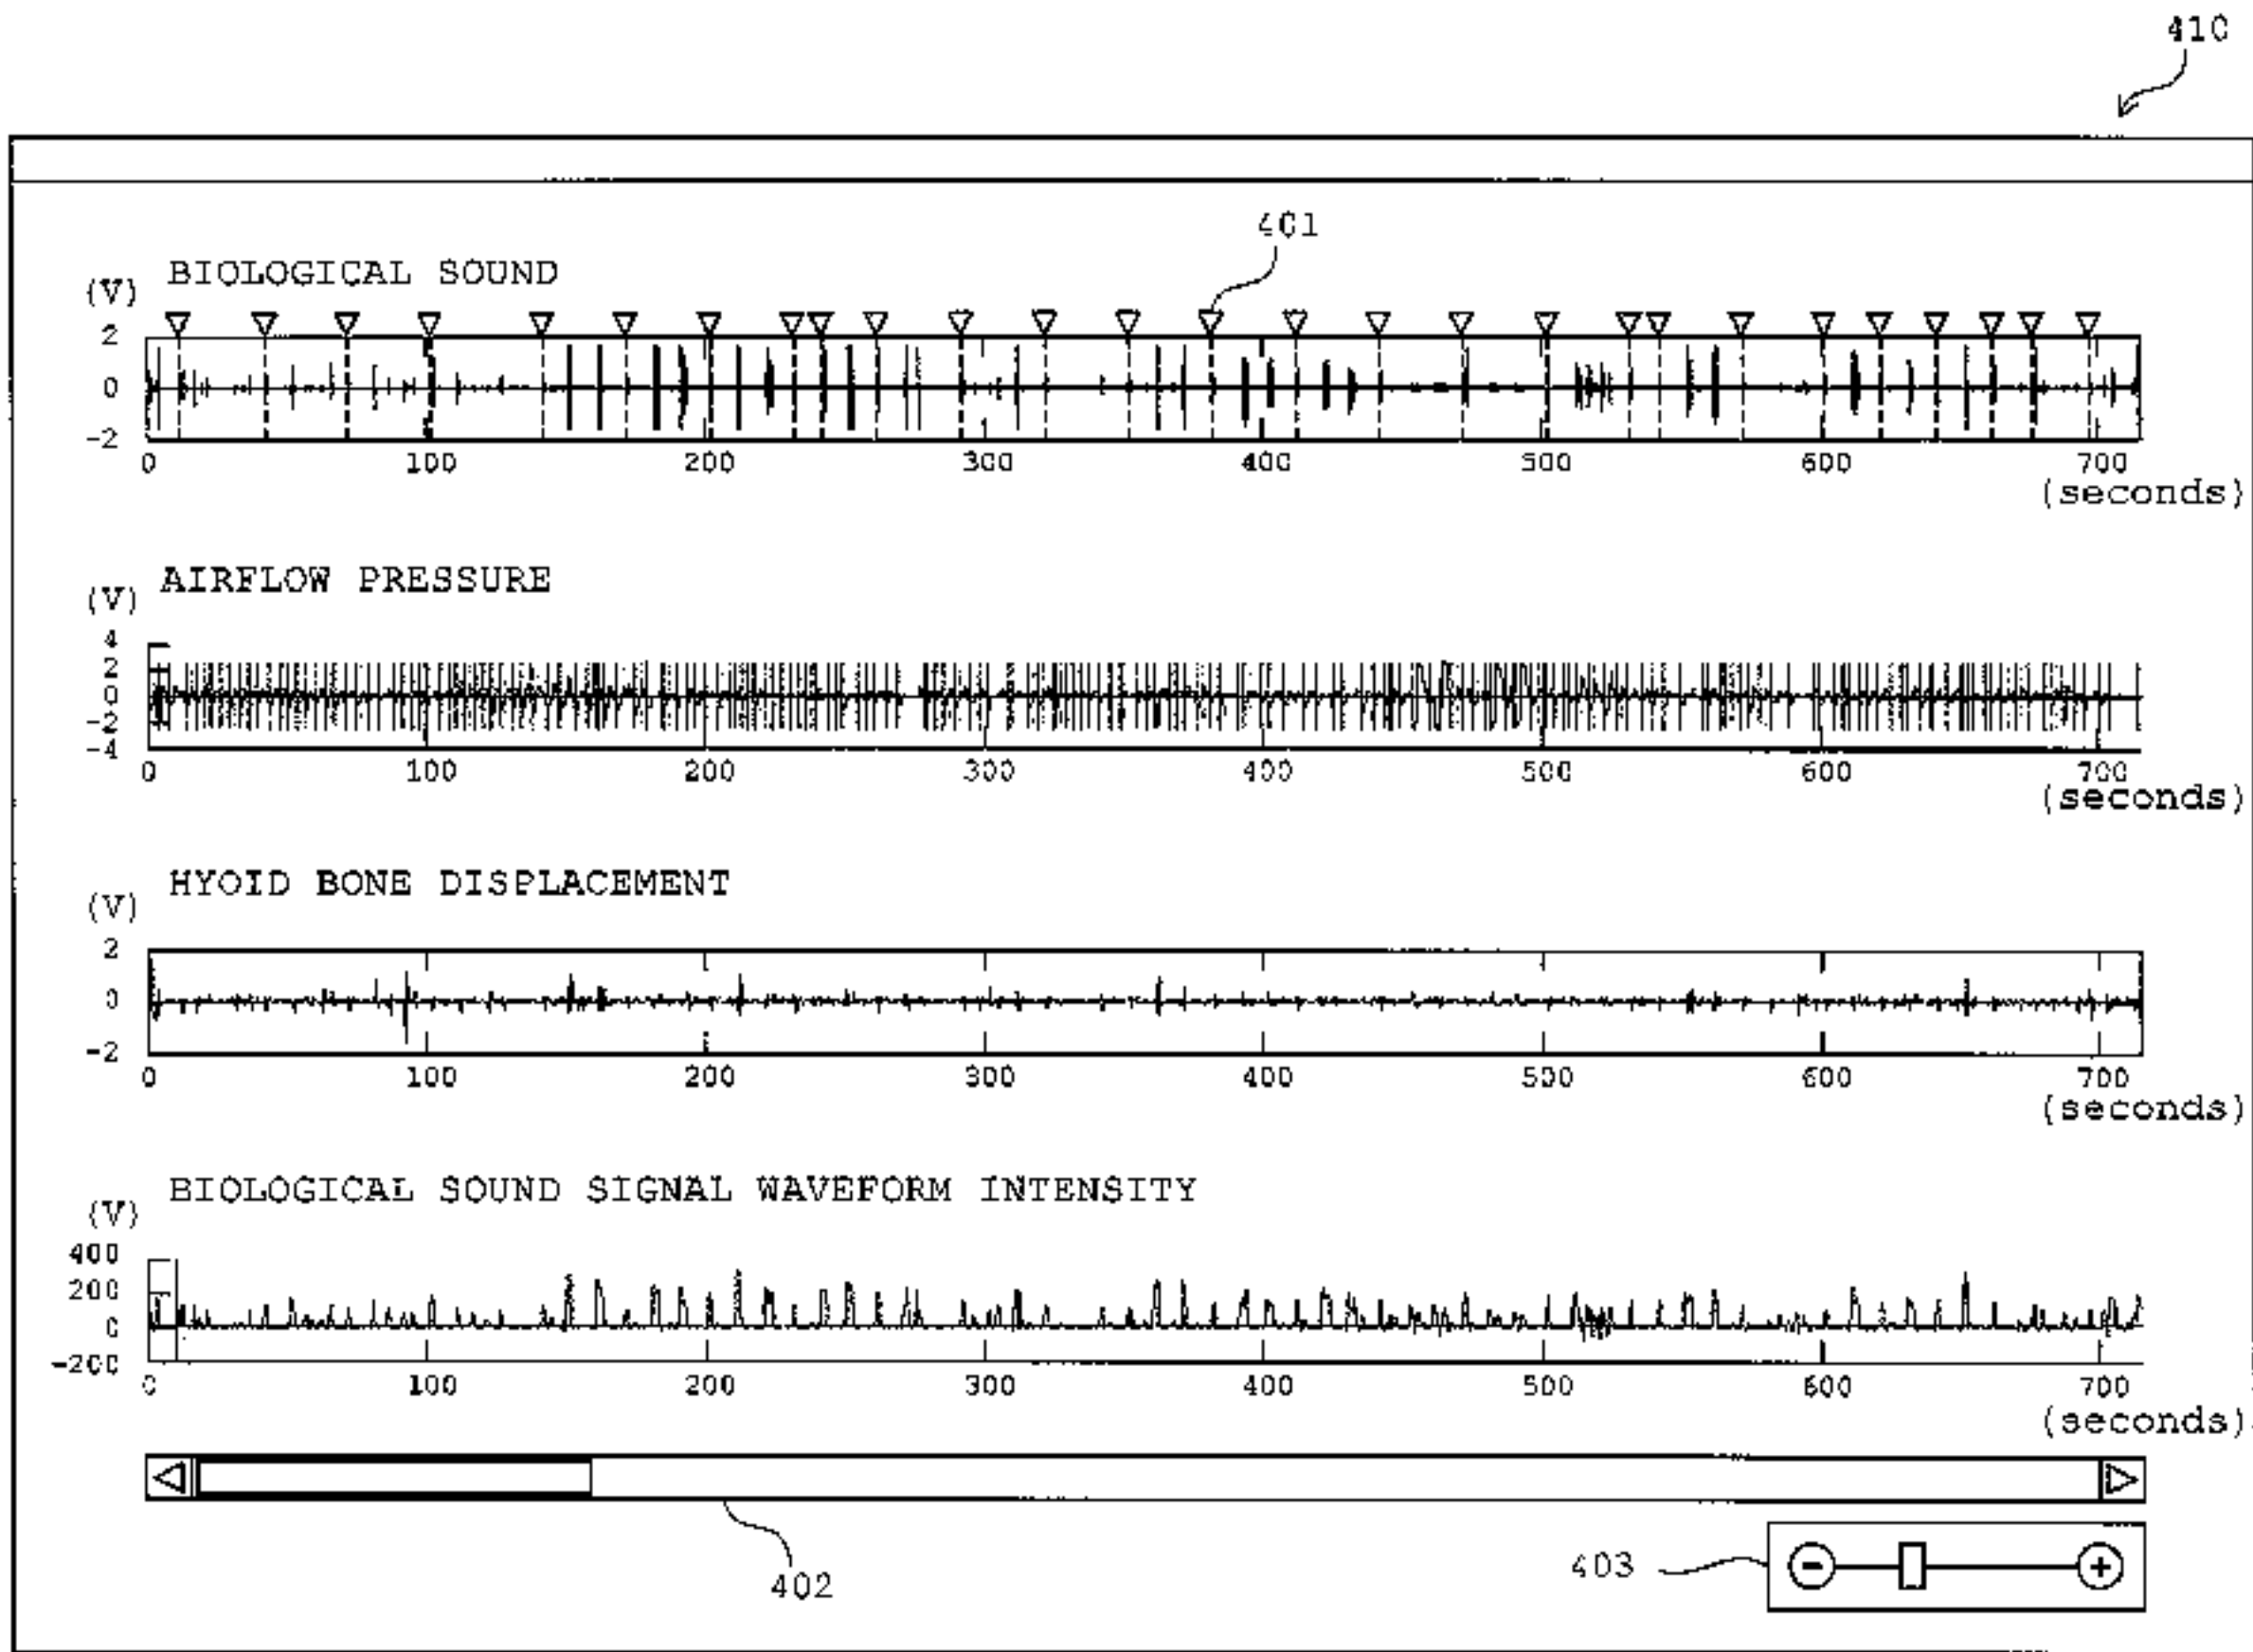 410
401
BIOLOGICAL SOUND
(V)
2
0
-2
0 100 200 300 400 500 600 700
(seconds)
AIRFLOW PRESSURE
(V)
4
2
0
-2
-4
0 100 200 300 400 500 600 700
(seconds)
HYOID BONE DISPLACEMENT
(V)
2
0
-2
0 100 200 300 400 500 600 700
(seconds)
BIOLOGICAL SOUND SIGNAL WAVEFORM INTENSITY
(V)
400
200
0
-200
0 100 200 300 400 500 600 700
(seconds)
402
403 - +